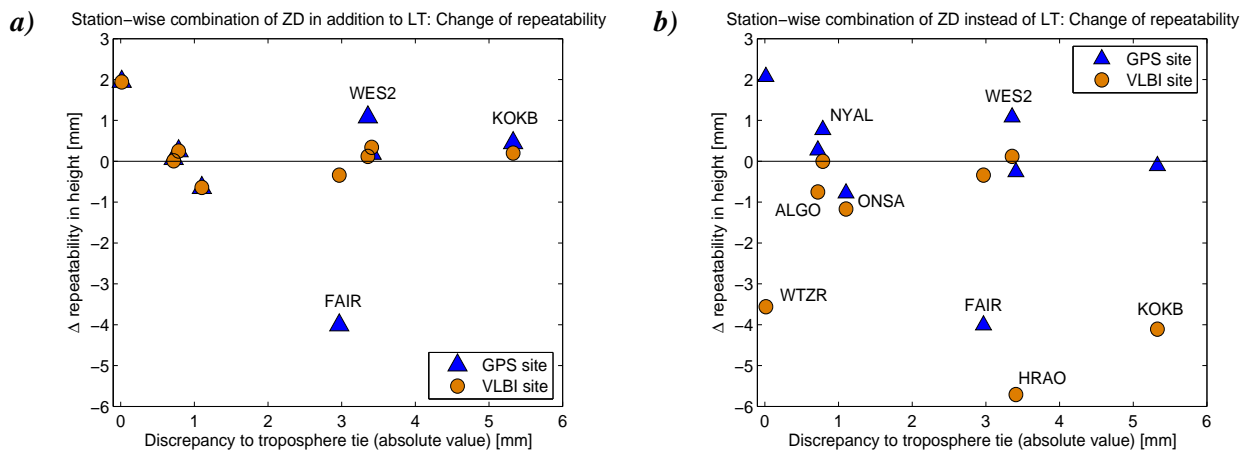 a)
Station-wise combination of ZD in addition to LT: Change of repeatability
Δ repeatability in height [mm]
2
1
0
−1
−2
−3
−4
−5
−6
WES2
KOKB
FAIR
GPS site
VLBI site
0 1 2 3 4 5 6
Discrepancy to troposphere tie (absolute value) [mm]
b)
Station-wise combination of ZD instead of LT: Change of repeatability
Δ repeatability in height [mm]
3
2
1
0
−1
−2
−3
−4
−5
−6
GPS site
VLBI site
WES2
NYAL
ALGO
ONSA
WTZR
FAIR
KOKB
HRAO
0 1 2 3 4 5 6
Discrepancy to troposphere tie (absolute value) [mm]